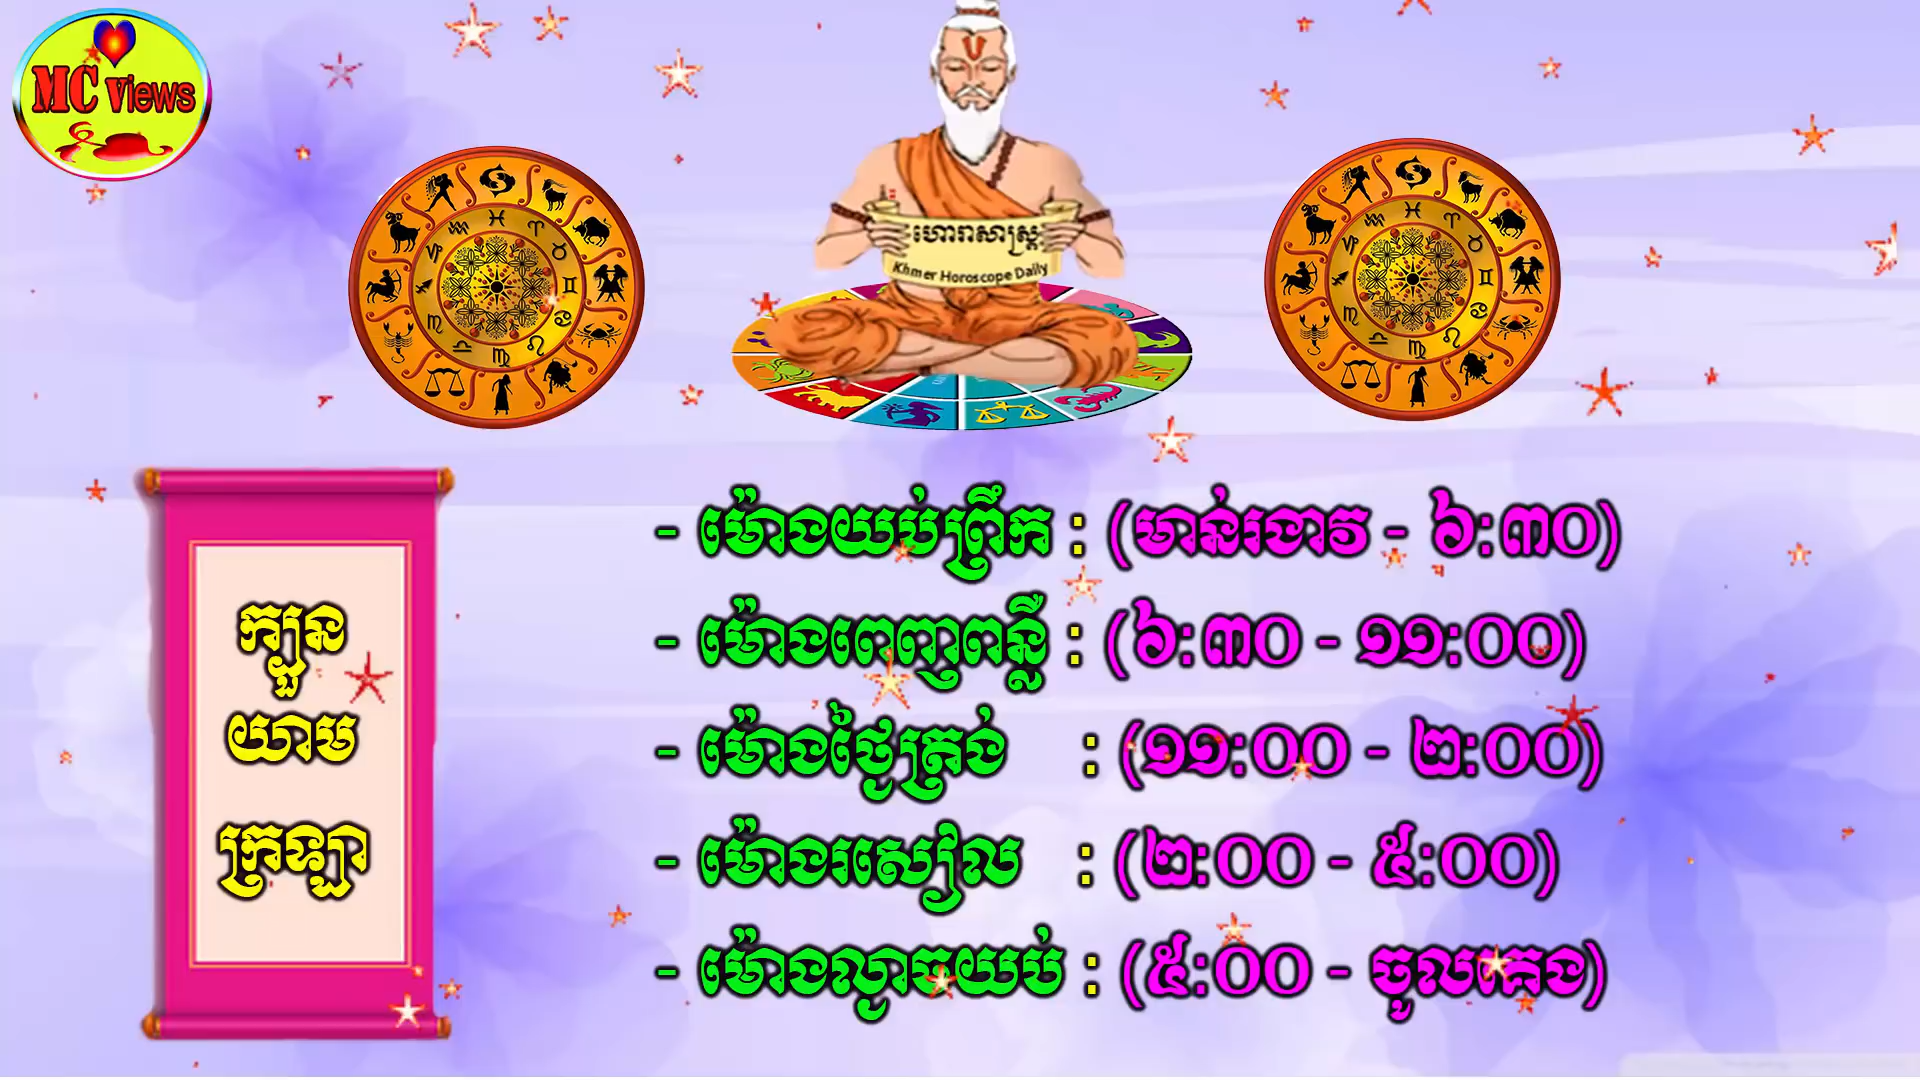 MC Views
ហោរាសាស្ត្រ
Khmer Horoscope Daily
ក្បួន
យាម
ក្រឡា
- ម៉ោងយប់ព្រឹក : (មាន់រងាវ - ៦:៣០)
- ម៉ោងពេញពន្លឺ : (៦:៣០ - ១១:០០)
- ម៉ោងថ្ងៃត្រង់ : (១១:០០ - ២:០០)
- ម៉ោងរសៀល : (២:០០ - ៥:០០)
- ម៉ោងល្ងាចយប់ : (៥:០០ - ចូលគេង)